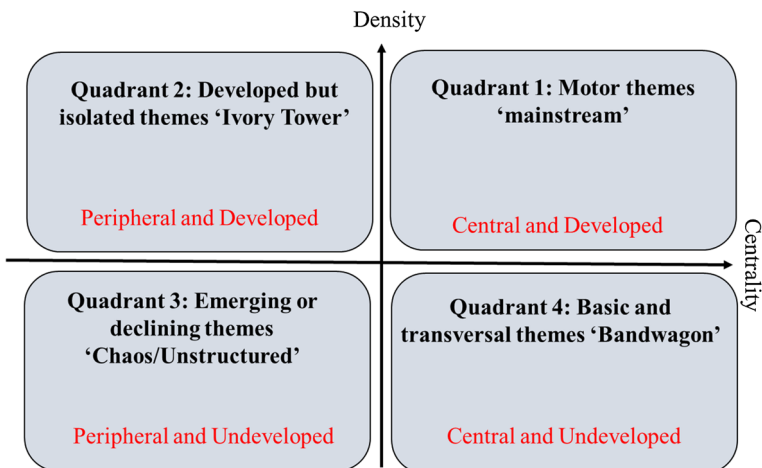 Density
Quadrant 2: Developed but
isolated themes ‘Ivory Tower’
Peripheral and Developed
Quadrant 1: Motor themes
‘mainstream’
Central and Developed
Centrality
Quadrant 3: Emerging or
declining themes
‘Chaos/Unstructured’
Peripheral and Undeveloped
Quadrant 4: Basic and
transversal themes ‘Bandwagon’
Central and Undeveloped